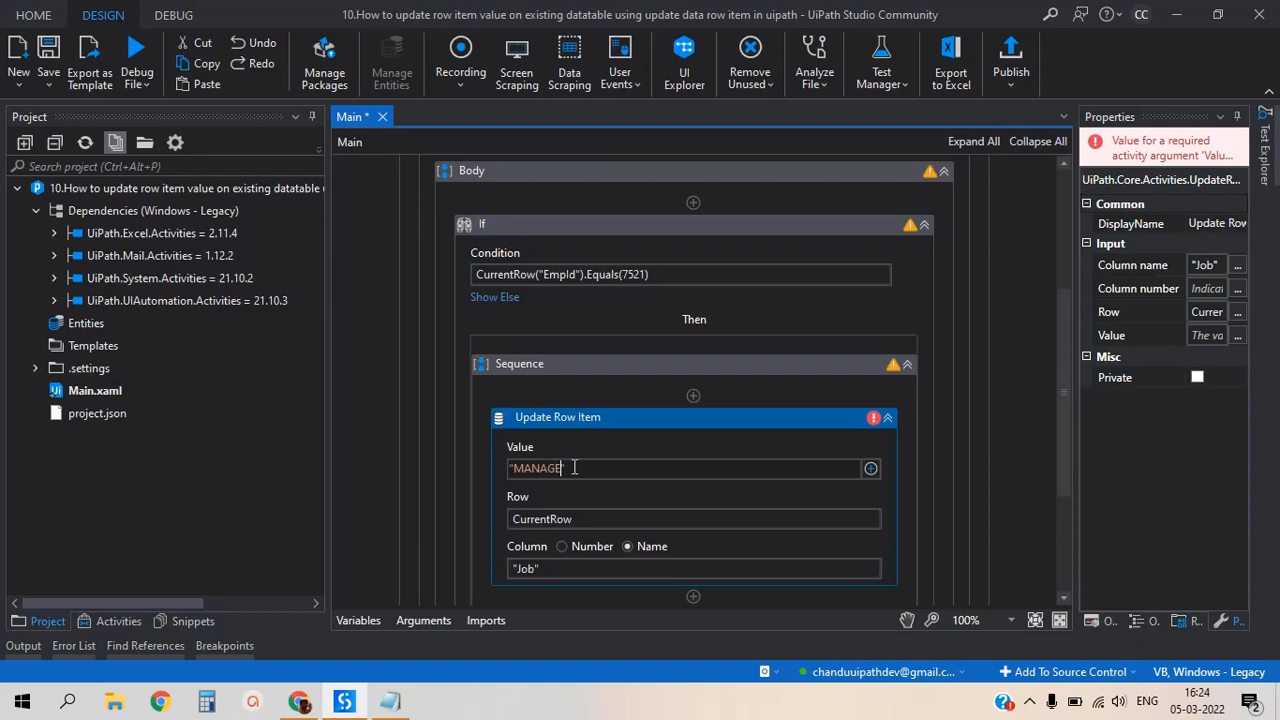 HOME DESIGN DEBUG
10.How to update row item value on existing datatable using update data row item in uipath - UiPath Studio Community
CC
New Save Export as Template Debug File Cut Copy Paste Undo Redo
Manage Packages Manage Entities Recording Screen Scraping Data Scraping User Events UI Explorer Remove Unused Analyze File Test Manager Export to Excel Publish
Project
Search project (Ctrl+Alt+P)
10.How to update row item value on existing datatable u
Dependencies (Windows - Legacy)
UiPath.Excel.Activities = 2.11.4
UiPath.Mail.Activities = 1.12.2
UiPath.System.Activities = 21.10.2
UiPath.UIAutomation.Activities = 21.10.3
Entities
Templates
.settings
Main.xaml
project.json
Project Activities Snippets
Main *
Main
Expand All Collapse All
Body
If
Condition
CurrentRow("EmpId").Equals(7521)
Show Else
Then
Sequence
Update Row Item
Value
"MANAGE"
Row
CurrentRow
Column Number Name
"Job"
Variables Arguments Imports
100%
Properties
Value for a required
activity argument 'Valu...
UiPath.Core.Activities.UpdateR...
Common
DisplayName Update Row
Input
Column name "Job" ...
Column number Indicat ...
Row Currer ...
Value The va ...
Misc
Private
O.. O. R.. P..
Test Explorer
Output Error List Find References Breakpoints
chanduuipathdev@gmail.c...
Add To Source Control
VB, Windows - Legacy
ENG
16:24
05-03-2022
2